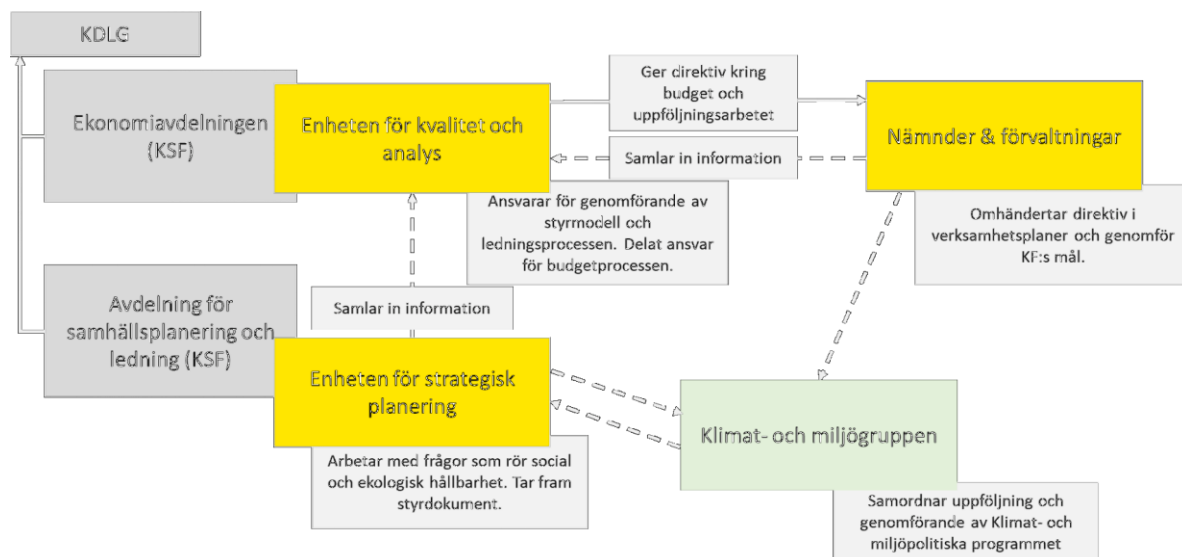 KDLG
Ekonomiavdelningen
(KSF)
Enheten för kvalitet och
analys
Ger direktiv kring
budget och
uppföljningsarbetet
Nämnder & förvaltningar
Samlar in information
Ansvarar för genomförande av
styrmodell och
ledningsprocessen. Delat ansvar
för budgetprocessen.
Omhändertar direktiv i
verksamhetsplaner och genomför
KF:s mål.
Avdelning för
samhällsplanering och
ledning (KSF)
Samlar in information
Enheten för strategisk
planering
Arbetar med frågor som rör social
och ekologisk hållbarhet. Tar fram
styrdokument.
Klimat- och miljögruppen
Samordnar uppföljning och
genomförande av Klimat- och
miljöpolitiska programmet